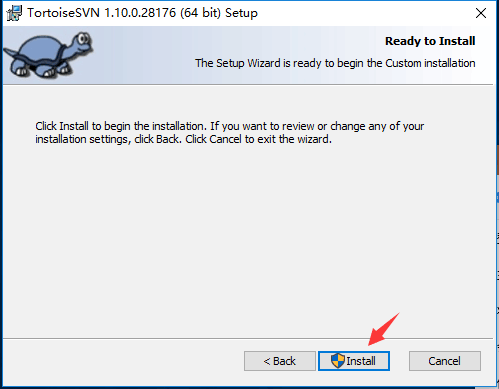 TortoiseSVN 1.10.0.28176 (64 bit) Setup
Ready to Install
The Setup Wizard is ready to begin the Custom installation
Click Install to begin the installation. If you want to review or change any of your
installation settings, click Back. Click Cancel to exit the wizard.
< Back
Install
Cancel